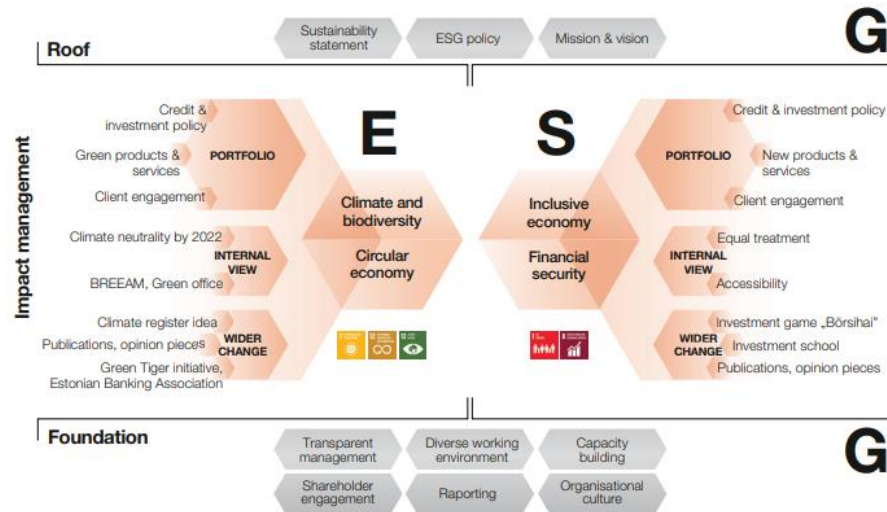 Sustainability
statement
ESG policy
Mission & vision
G
Roof
Impact management
E
Credit &
investment policy
Green products &
services
Client engagement
PORTFOLIO
Climate neutrality by 2022
BREEAM, Green office
INTERNAL
VIEW
Climate register idea
Publications, opinion pieces
Green Tiger initiative,
Estonian Banking Association
WIDER
CHANGE
Climate and
biodiversity
Circular
economy
S
Inclusive
economy
Financial
security
PORTFOLIO
Credit & investment policy
New products &
services
Client engagement
INTERNAL
VIEW
Equal treatment
Accessibility
WIDER
CHANGE
Investment game „Börsihai”
Investment school
Publications, opinion pieces
Foundation
G
Transparent
management
Diverse working
environment
Capacity
building
Shareholder
engagement
Raporting
Organisational
culture